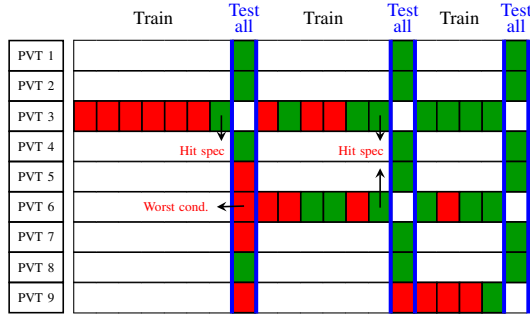 Train
Test
all
Train
Test
all
Train
Test
all
PVT 1
PVT 2
PVT 3
PVT 4
Hit spec
Hit spec
PVT 5
PVT 6
Worst cond.
PVT 7
PVT 8
PVT 9